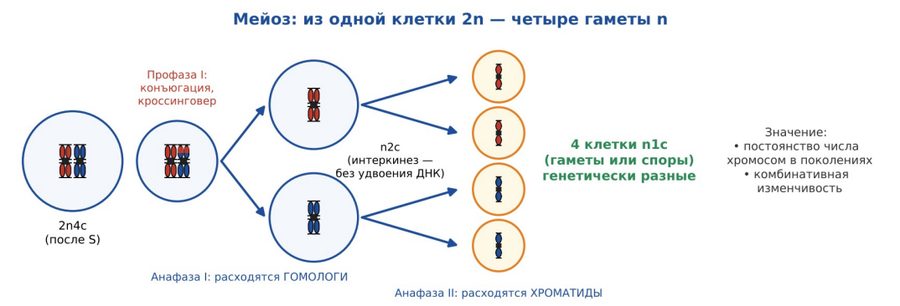 Мейоз: из одной клетки 2n — четыре гаметы n
Профаза I:
конъюгация,
кроссинговер
2n4c
(после S)
n2c
(интеркинез —
без удвоения ДНК)
Анафаза I: расходятся ГОМОЛОГИ
Анафаза II: расходятся ХРОМАТИДЫ
4 клетки n1c
(гаметы или споры)
генетически разные
Значение:
• постоянство числа
хромосом в поколениях
• комбинативная
изменчивость